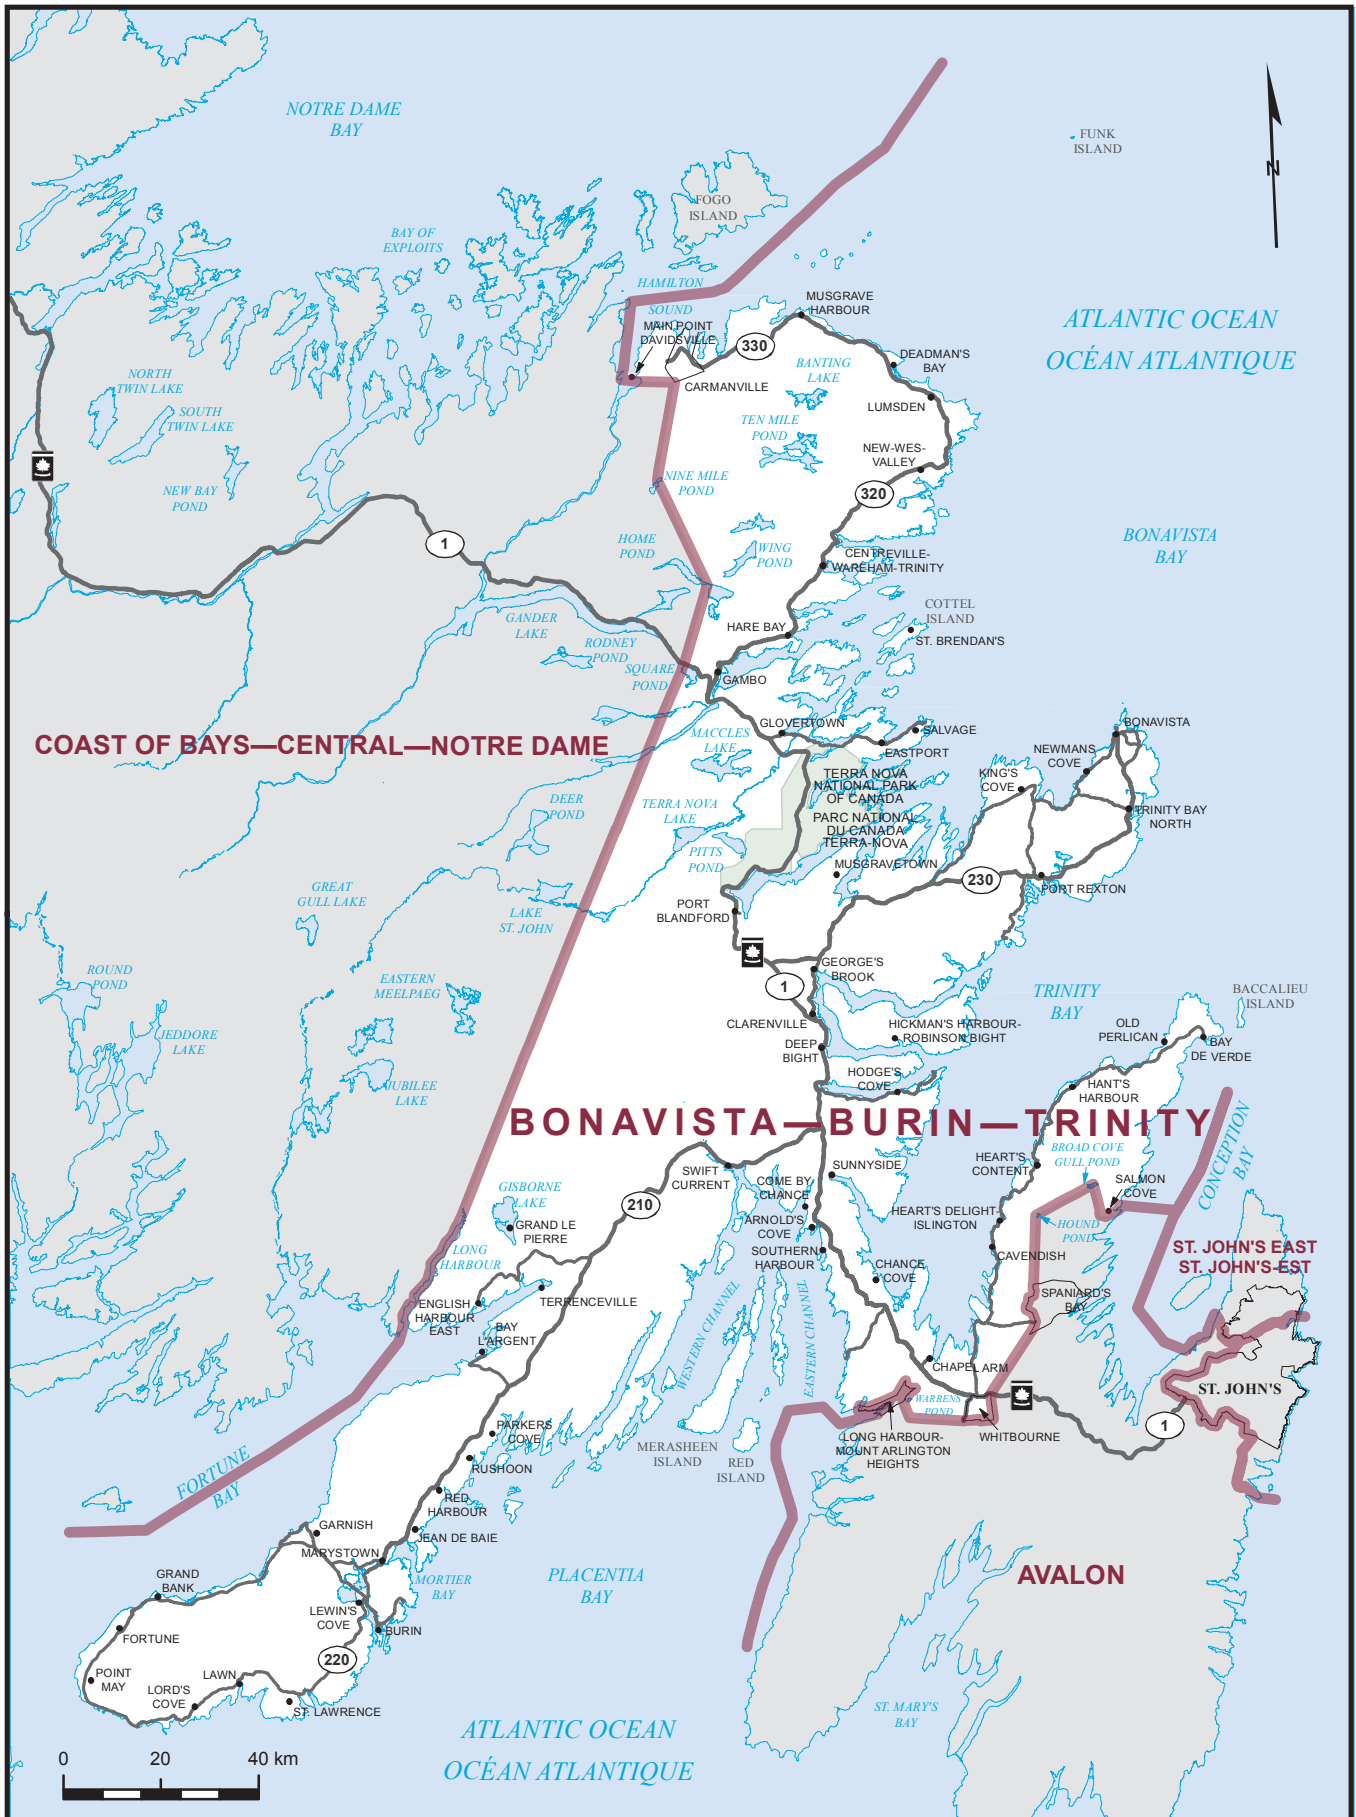 NOTRE DAME
BAY
FUNK
ISLAND
N
FOGO
ISLAND
BAY OF
EXPLOITS
HAMILTON
SOUND
MUSGRAVE
HARBOUR
MAIN POINT
DAVIDSVILLE
330
ATLANTIC OCEAN
OCÉAN ATLANTIQUE
DEADMAN'S
BAY
BANTING
LAKE
CARMANVILLE
LUMSDEN
NORTH
TWIN LAKE
SOUTH
TWIN LAKE
TEN MILE
POND
NEW-WES-
VALLEY
NINE MILE
POND
NEW BAY
POND
320
1
HOME
POND
WING
POND
CENTREVILLE-
WAREHAM-TRINITY
BONAVISTA
BAY
COTTEL
ISLAND
ST. BRENDAN'S
GANDER
LAKE
HARE BAY
RODNEY
POND
SQUARE
POND
GAMBO
COAST OF BAYS—CENTRAL—NOTRE DAME
GLOVERTOWN
SALVAGE
EASTPORT
MACCLES
LAKE
BONAVISTA
NEWMANS
COVE
KING'S
COVE
TERRA NOVA
NATIONAL PARK
OF CANADA
PARC NATIONAL
DU CANADA
TERRA-NOVA
TRINITY BAY
NORTH
DEER
POND
TERRA NOVA
LAKE
PITTS
POND
MUSGRAVETOWN
230
PORT REXTON
GREAT
GULL LAKE
LAKE
ST. JOHN
PORT
BLANDFORD
ROUND
POND
EASTERN
MEELPAEG
GEORGE'S
BROOK
1
TRINITY
BAY
BACCALIEU
ISLAND
JEDDORE
LAKE
CLARENVILLE
HICKMAN'S HARBOUR-
ROBINSON BIGHT
OLD
PERLICAN
BAY
DE VERDE
DEEP
BIGHT
JUBILEE
LAKE
HODGE'S
COVE
HANT'S
HARBOUR
BONAVISTA—BURIN—TRINITY
CONCEPTION
BAY
BROAD COVE
GULL POND
HEART'S
CONTENT
SALMON
COVE
SWIFT
CURRENT
SUNNYSIDE
COME BY
CHANCE
GISBORNE
LAKE
210
GRAND LE
PIERRE
ARNOLD'S
COVE
HEART'S DELIGHT-
ISLINGTON
HOUND
POND
LONG
HARBOUR
SOUTHERN
HARBOUR
CAVENDISH
ST. JOHN'S EAST
ST. JOHN'S-EST
CHANCE
COVE
SPANIARD'S
BAY
ENGLISH
HARBOUR
EAST
TERRENCEVILLE
BAY
L'ARGENT
WESTERN CHANNEL
EASTERN CHANNEL
CHAPEL ARM
WARRENS
POND
ST. JOHN'S
1
PARKERS
COVE
MERASHEEN
ISLAND
RED
ISLAND
LONG HARBOUR-
MOUNT ARLINGTON
HEIGHTS
WHITBOURNE
RUSHOON
FORTUNE
BAY
RED
HARBOUR
GARNISH
JEAN DE BAIE
MARYSTOWN
MORTIER
BAY
PLACENTIA
BAY
AVALON
GRAND
BANK
LEWIN'S
COVE
BURIN
FORTUNE
220
POINT
MAY
LORD'S
COVE
LAWN
ST. LAWRENCE
ST. MARY'S
BAY
ATLANTIC OCEAN
OCÉAN ATLANTIQUE
0 20 40 km